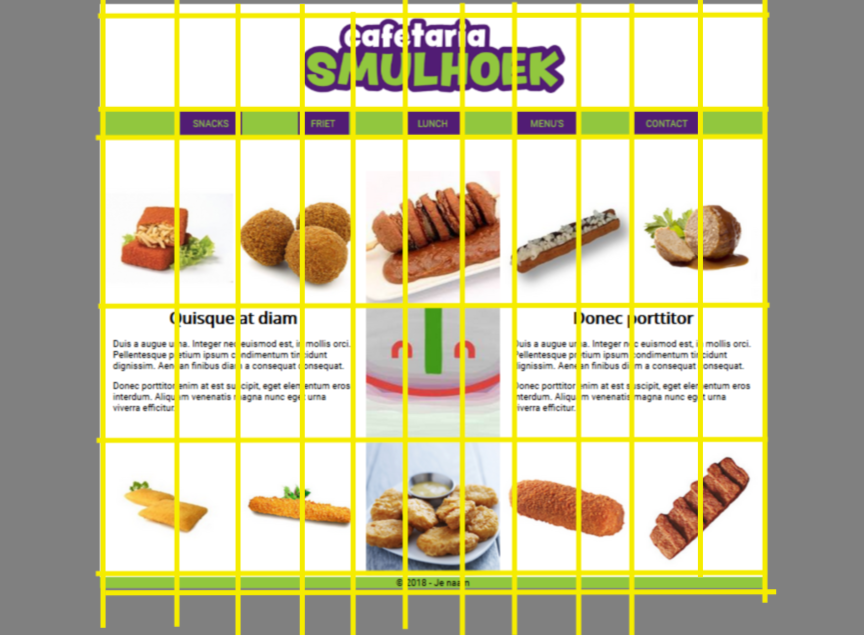 cafetaria
SMULHOEK
SNACKS FRIET LUNCH MENU'S CONTACT
Quisque at diam
Duis a augue urna. Integer nec euismod est, in mollis orci.
Pellentesque pretium ipsum condimentum tincidunt
dignissim. Aenean finibus diam a consequat consequat.
Donec porttitor enim at est suscipit, eget elementum eros
interdum. Aliquam venenatis magna nunc eget urna
viverra efficitur.
Donec porttitor
Duis a augue urna. Integer nec euismod est, in mollis orci.
Pellentesque pretium ipsum condimentum tincidunt
dignissim. Aenean finibus diam a consequat consequat.
Donec porttitor enim at est suscipit, eget elementum eros
interdum. Aliquam venenatis magna nunc eget urna
viverra efficitur.
© 2018 - Je naam